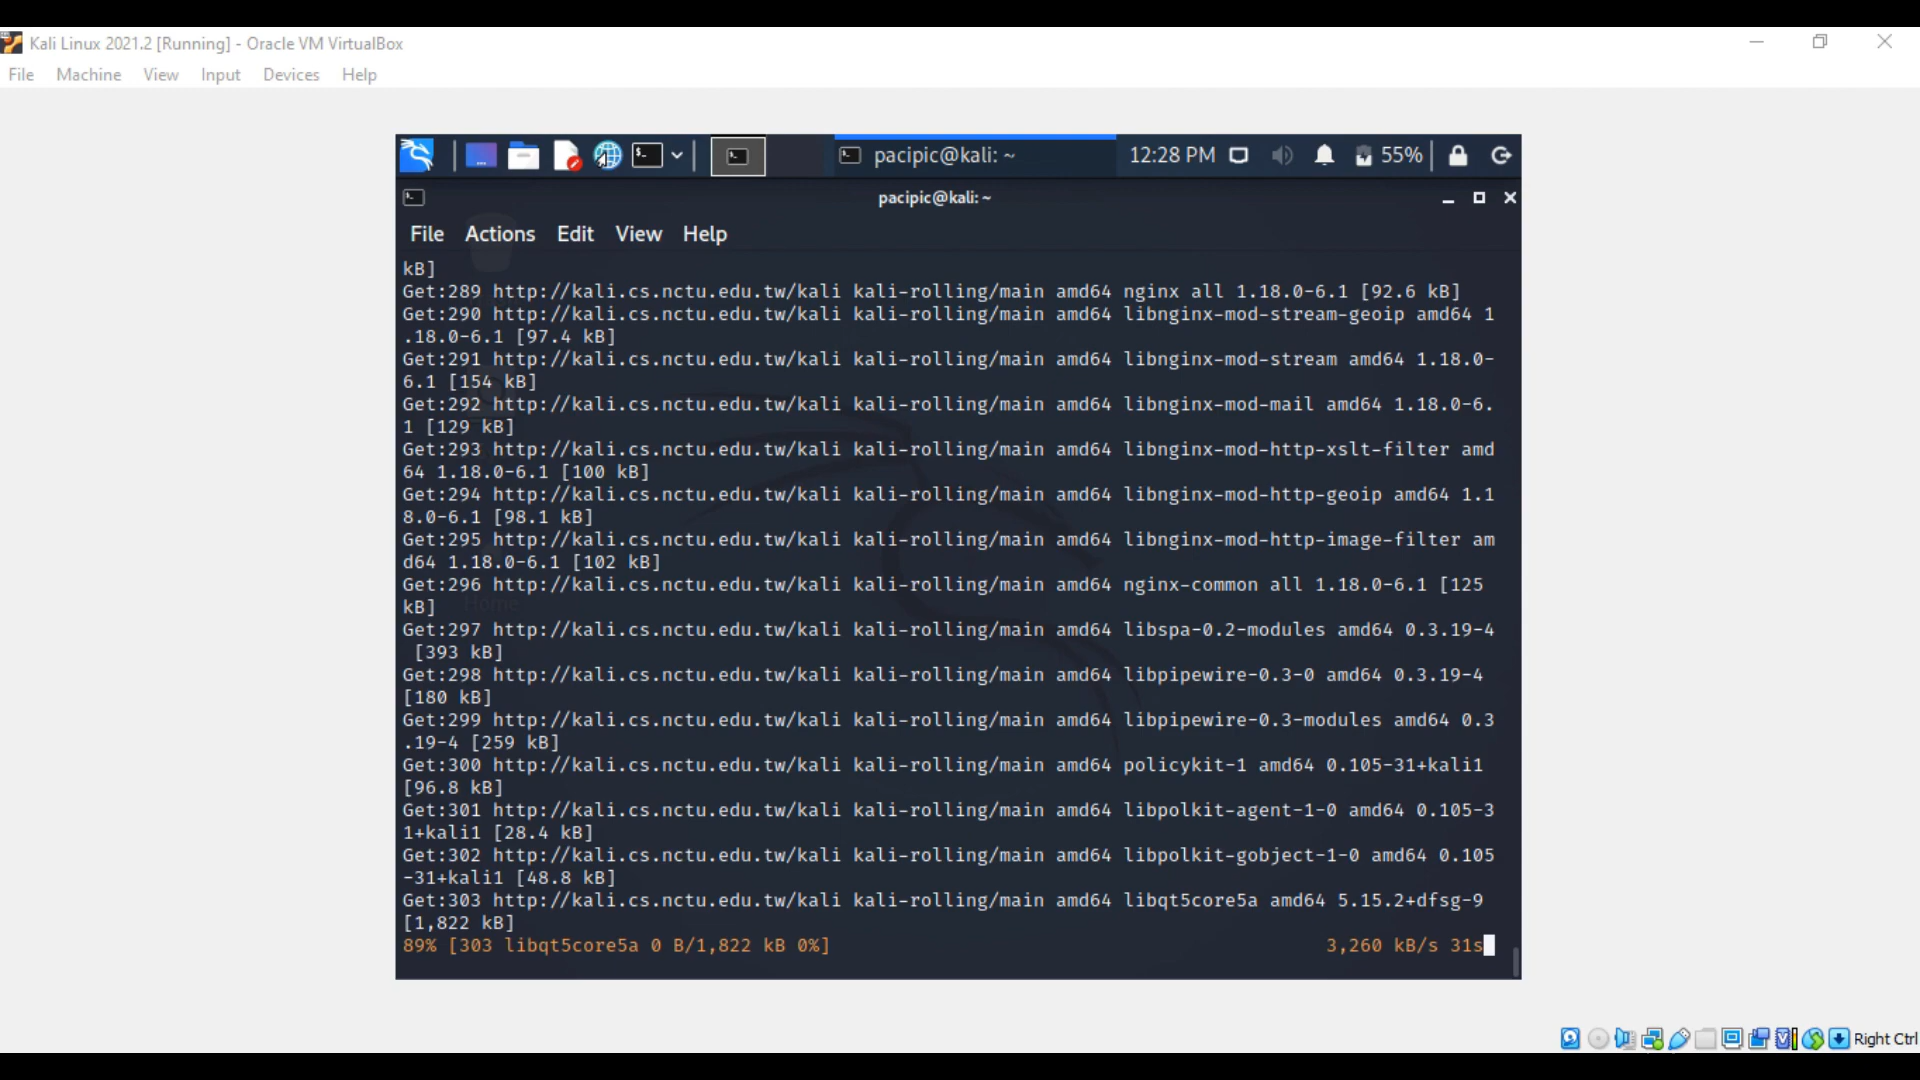 Kali Linux 2021.2 [Running] - Oracle VM VirtualBox
File Machine View Input Devices Help
pacipic@kali: ~ 12:28 PM 55%
pacipic@kali: ~
File Actions Edit View Help
kB]
Get:289 http://kali.cs.nctu.edu.tw/kali kali-rolling/main amd64 nginx all 1.18.0-6.1 [92.6 kB]
Get:290 http://kali.cs.nctu.edu.tw/kali kali-rolling/main amd64 libnginx-mod-stream-geoip amd64 1
.18.0-6.1 [97.4 kB]
Get:291 http://kali.cs.nctu.edu.tw/kali kali-rolling/main amd64 libnginx-mod-stream amd64 1.18.0-
6.1 [154 kB]
Get:292 http://kali.cs.nctu.edu.tw/kali kali-rolling/main amd64 libnginx-mod-mail amd64 1.18.0-6.
1 [129 kB]
Get:293 http://kali.cs.nctu.edu.tw/kali kali-rolling/main amd64 libnginx-mod-http-xslt-filter amd
64 1.18.0-6.1 [100 kB]
Get:294 http://kali.cs.nctu.edu.tw/kali kali-rolling/main amd64 libnginx-mod-http-geoip amd64 1.1
8.0-6.1 [98.1 kB]
Get:295 http://kali.cs.nctu.edu.tw/kali kali-rolling/main amd64 libnginx-mod-http-image-filter am
d64 1.18.0-6.1 [102 kB]
Get:296 http://kali.cs.nctu.edu.tw/kali kali-rolling/main amd64 nginx-common all 1.18.0-6.1 [125
kB]
Home
Get:297 http://kali.cs.nctu.edu.tw/kali kali-rolling/main amd64 libspa-0.2-modules amd64 0.3.19-4
[393 kB]
Get:298 http://kali.cs.nctu.edu.tw/kali kali-rolling/main amd64 libpipewire-0.3-0 amd64 0.3.19-4
[180 kB]
Get:299 http://kali.cs.nctu.edu.tw/kali kali-rolling/main amd64 libpipewire-0.3-modules amd64 0.3
.19-4 [259 kB]
Get:300 http://kali.cs.nctu.edu.tw/kali kali-rolling/main amd64 policykit-1 amd64 0.105-31+kali1
[96.8 kB]
Get:301 http://kali.cs.nctu.edu.tw/kali kali-rolling/main amd64 libpolkit-agent-1-0 amd64 0.105-3
1+kali1 [28.4 kB]
Get:302 http://kali.cs.nctu.edu.tw/kali kali-rolling/main amd64 libpolkit-gobject-1-0 amd64 0.105
-31+kali1 [48.8 kB]
Get:303 http://kali.cs.nctu.edu.tw/kali kali-rolling/main amd64 libqt5core5a amd64 5.15.2+dfsg-9
[1,822 kB]
89% [303 libqt5core5a 0 B/1,822 kB 0%] 3,260 kB/s 31s
Right Ctrl